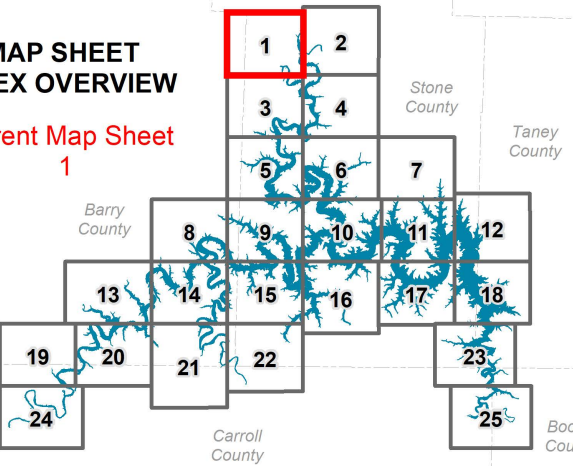 MAP SHEET
EX OVERVIEW
rent Map Sheet
1
1
2
Stone
County
3
4
Taney
County
5
6
7
Barry
County
8
9
10
11
12
13
14
15
16
17
18
19
20
21
22
23
24
25
Carroll
County
Boo
Cou